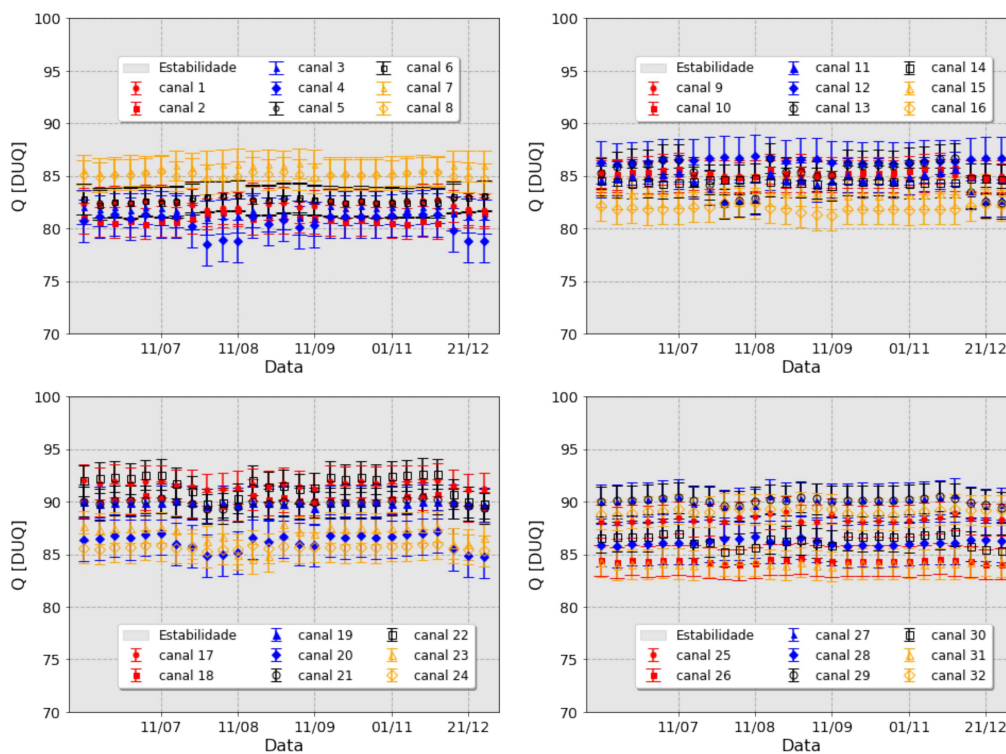 100
95
90
85
80
75
70
Q [DUQ]
Estabilidade canal 3 canal 6
canal 1 canal 4 canal 7
canal 2 canal 5 canal 8
11/07 11/08 11/09 01/11 21/12
Data
100
95
90
85
80
75
70
Q [DUQ]
Estabilidade canal 11 canal 14
canal 9 canal 12 canal 15
canal 10 canal 13 canal 16
11/07 11/08 11/09 01/11 21/12
Data
100
95
90
85
80
75
70
Q [DUQ]
Estabilidade canal 19 canal 22
canal 17 canal 20 canal 23
canal 18 canal 21 canal 24
11/07 11/08 11/09 01/11 21/12
Data
100
95
90
85
80
75
70
Q [DUQ]
Estabilidade canal 27 canal 30
canal 25 canal 28 canal 31
canal 26 canal 29 canal 32
11/07 11/08 11/09 01/11 21/12
Data